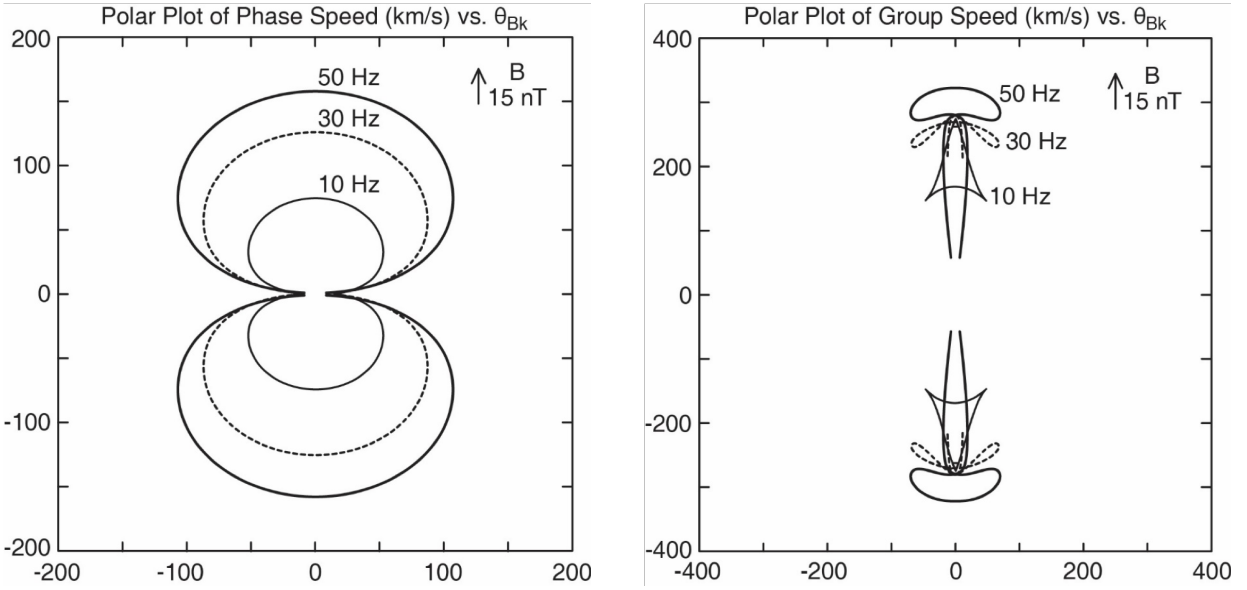 Polar Plot of Phase Speed (km/s) vs. θBk
200
100
0
-100
-200
-200
-100
0
100
200
50 Hz
30 Hz
10 Hz
B
15 nT
Polar Plot of Group Speed (km/s) vs. θBk
400
200
0
-200
-400
-400
-200
0
200
400
50 Hz
30 Hz
10 Hz
B
15 nT